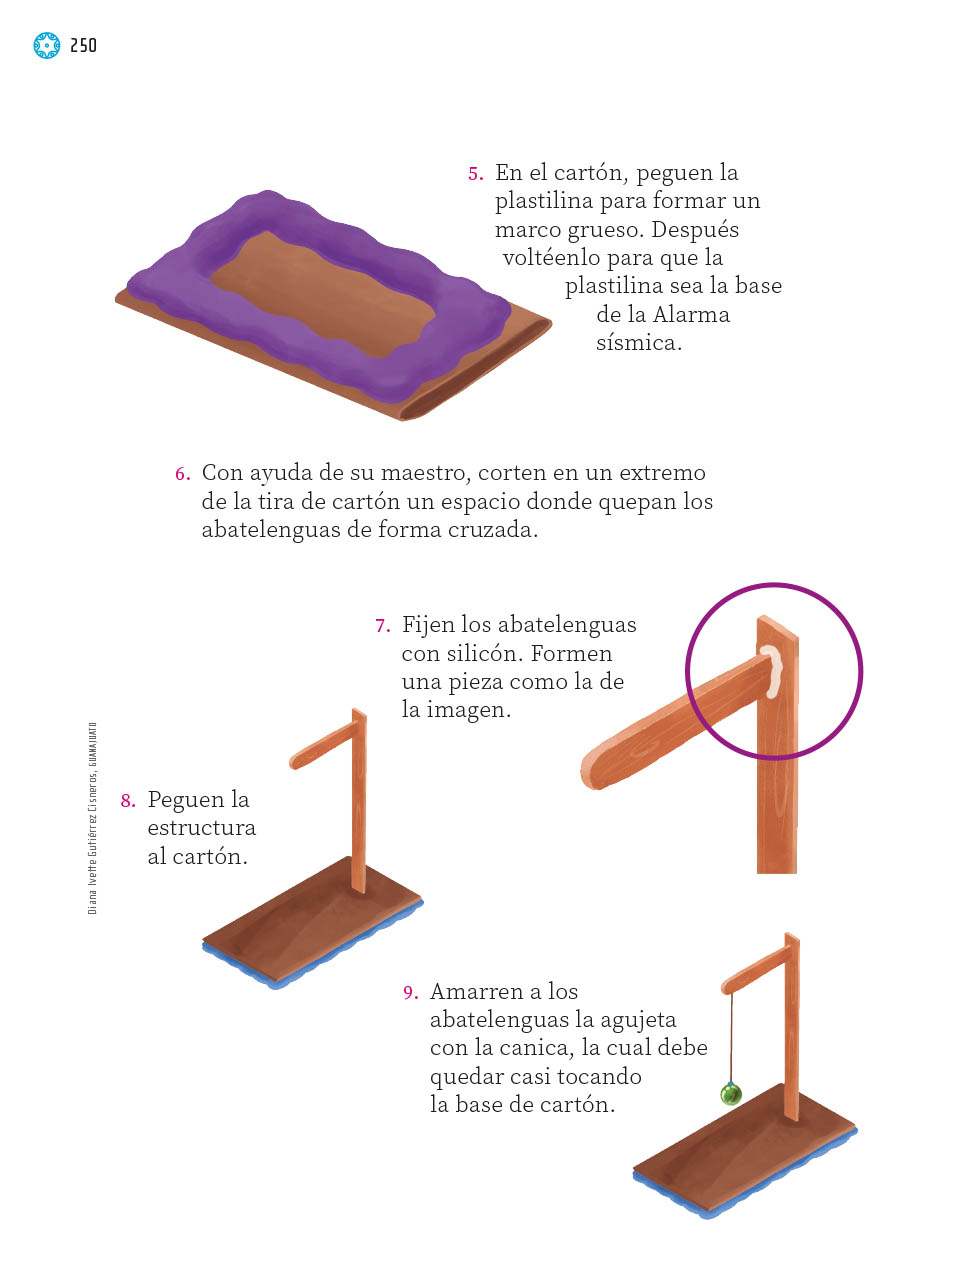 250
5. En el cartón, peguen la
plastilina para formar un
marco grueso. Después
voltéenlo para que la
plastilina sea la base
de la Alarma
sísmica.
6. Con ayuda de su maestro, corten en un extremo
de la tira de cartón un espacio donde quepan los
abatelenguas de forma cruzada.
7. Fijen los abatelenguas
con silicón. Formen
una pieza como la de
la imagen.
8. Peguen la
estructura
al cartón.
Diana Ivette Gutiérrez Cisneros, GUANAJUATO
9. Amarren a los
abatelenguas la agujeta
con la canica, la cual debe
quedar casi tocando
la base de cartón.